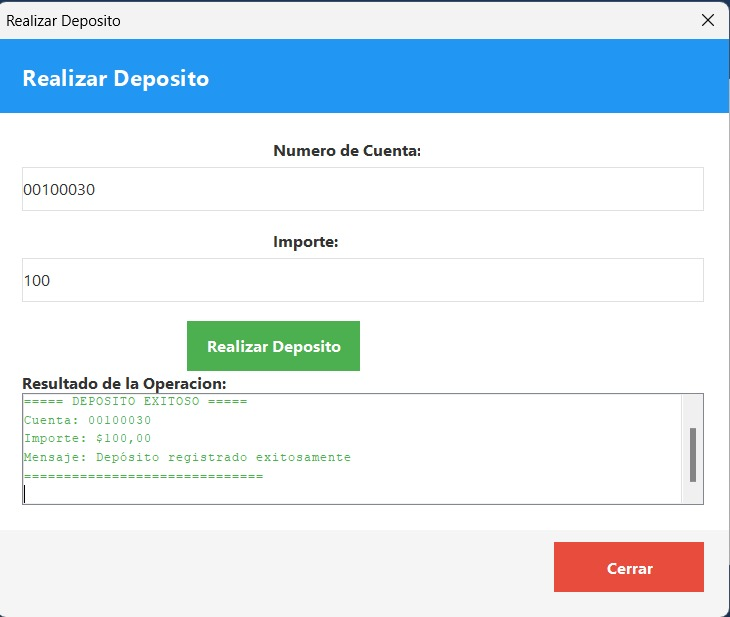 Realizar Deposito
Realizar Deposito
Numero de Cuenta:
00100030
Importe:
100
Realizar Deposito
Resultado de la Operacion:
===== DEPOSITO EXITOSO =====
Cuenta: 00100030
Importe: $100,00
Mensaje: Depósito registrado exitosamente
==============================
Cerrar